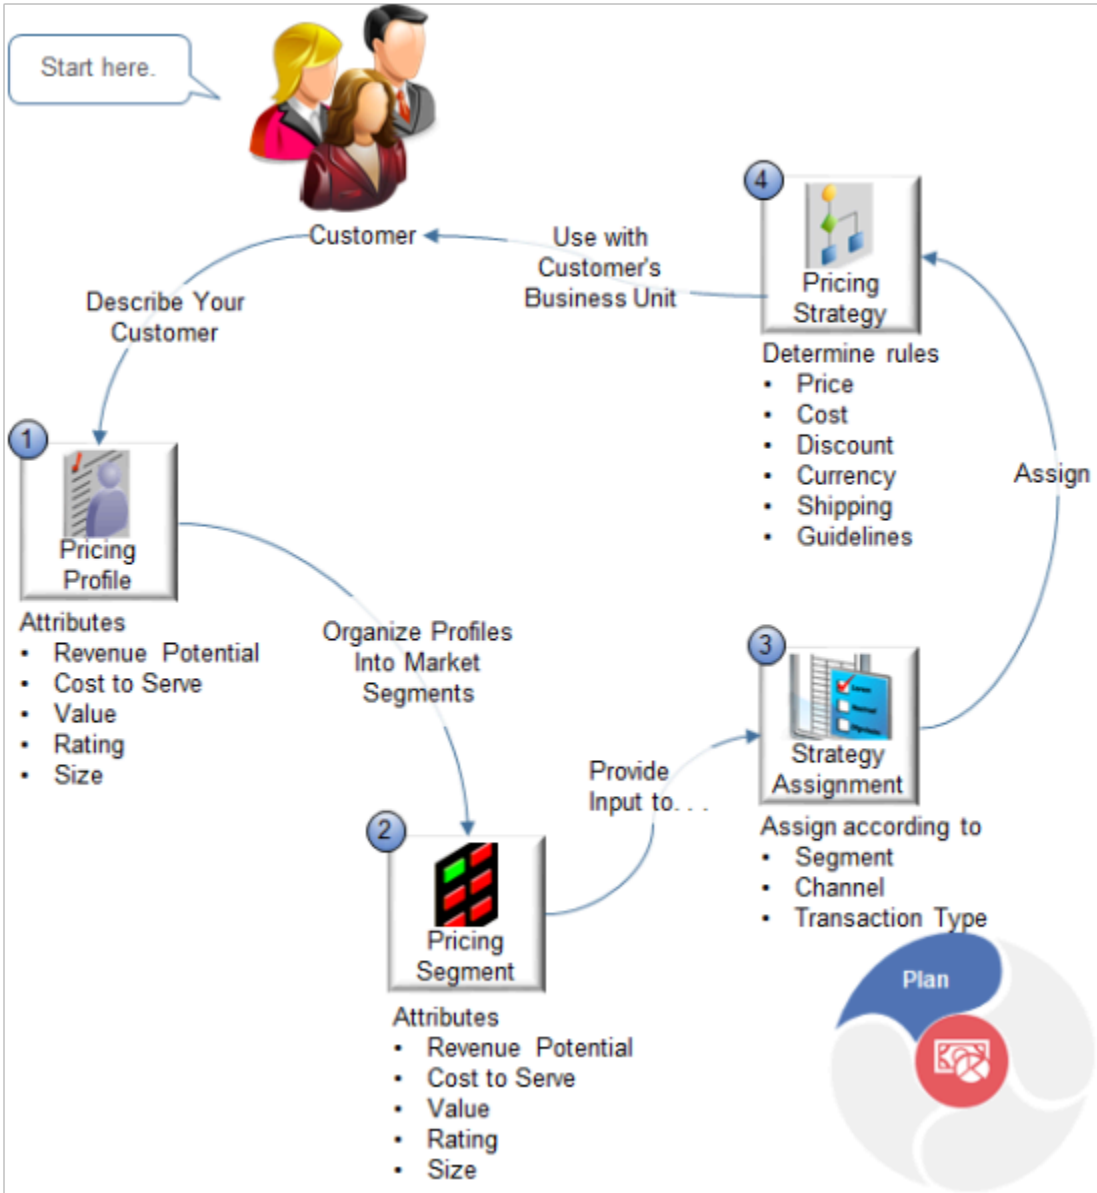 Start here.
Customer
Describe Your
Customer
Use with
Customer's
Business Unit
4
Pricing
Strategy
Determine rules
• Price
• Cost
• Discount
• Currency
• Shipping
• Guidelines
Assign
1
Pricing
Profile
Attributes
• Revenue Potential
• Cost to Serve
• Value
• Rating
• Size
Organize Profiles
Into Market
Segments
2
Pricing
Segment
Attributes
• Revenue Potential
• Cost to Serve
• Value
• Rating
• Size
Provide
Input to. . .
3
Strategy
Assignment
Assign according to
• Segment
• Channel
• Transaction Type
Plan